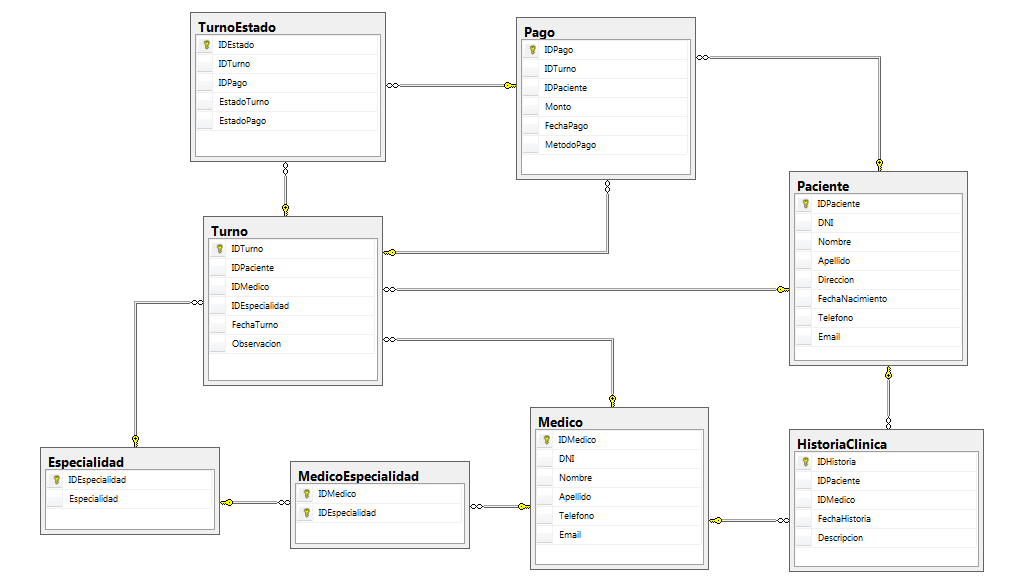 TurnoEstado
IDEstado
IDTurno
IDPago
EstadoTurno
EstadoPago
Pago
IDPago
IDTurno
IDPaciente
Monto
FechaPago
MetodoPago
Paciente
IDPaciente
DNI
Nombre
Apellido
Direccion
FechaNacimiento
Telefono
Email
Turno
IDTurno
IDPaciente
IDMedico
IDEspecialidad
FechaTurno
Observacion
Especialidad
IDEspecialidad
Especialidad
MedicoEspecialidad
IDMedico
IDEspecialidad
Medico
IDMedico
DNI
Nombre
Apellido
Telefono
Email
HistoriaClinica
IDHistoria
IDPaciente
IDMedico
FechaHistoria
Descripcion